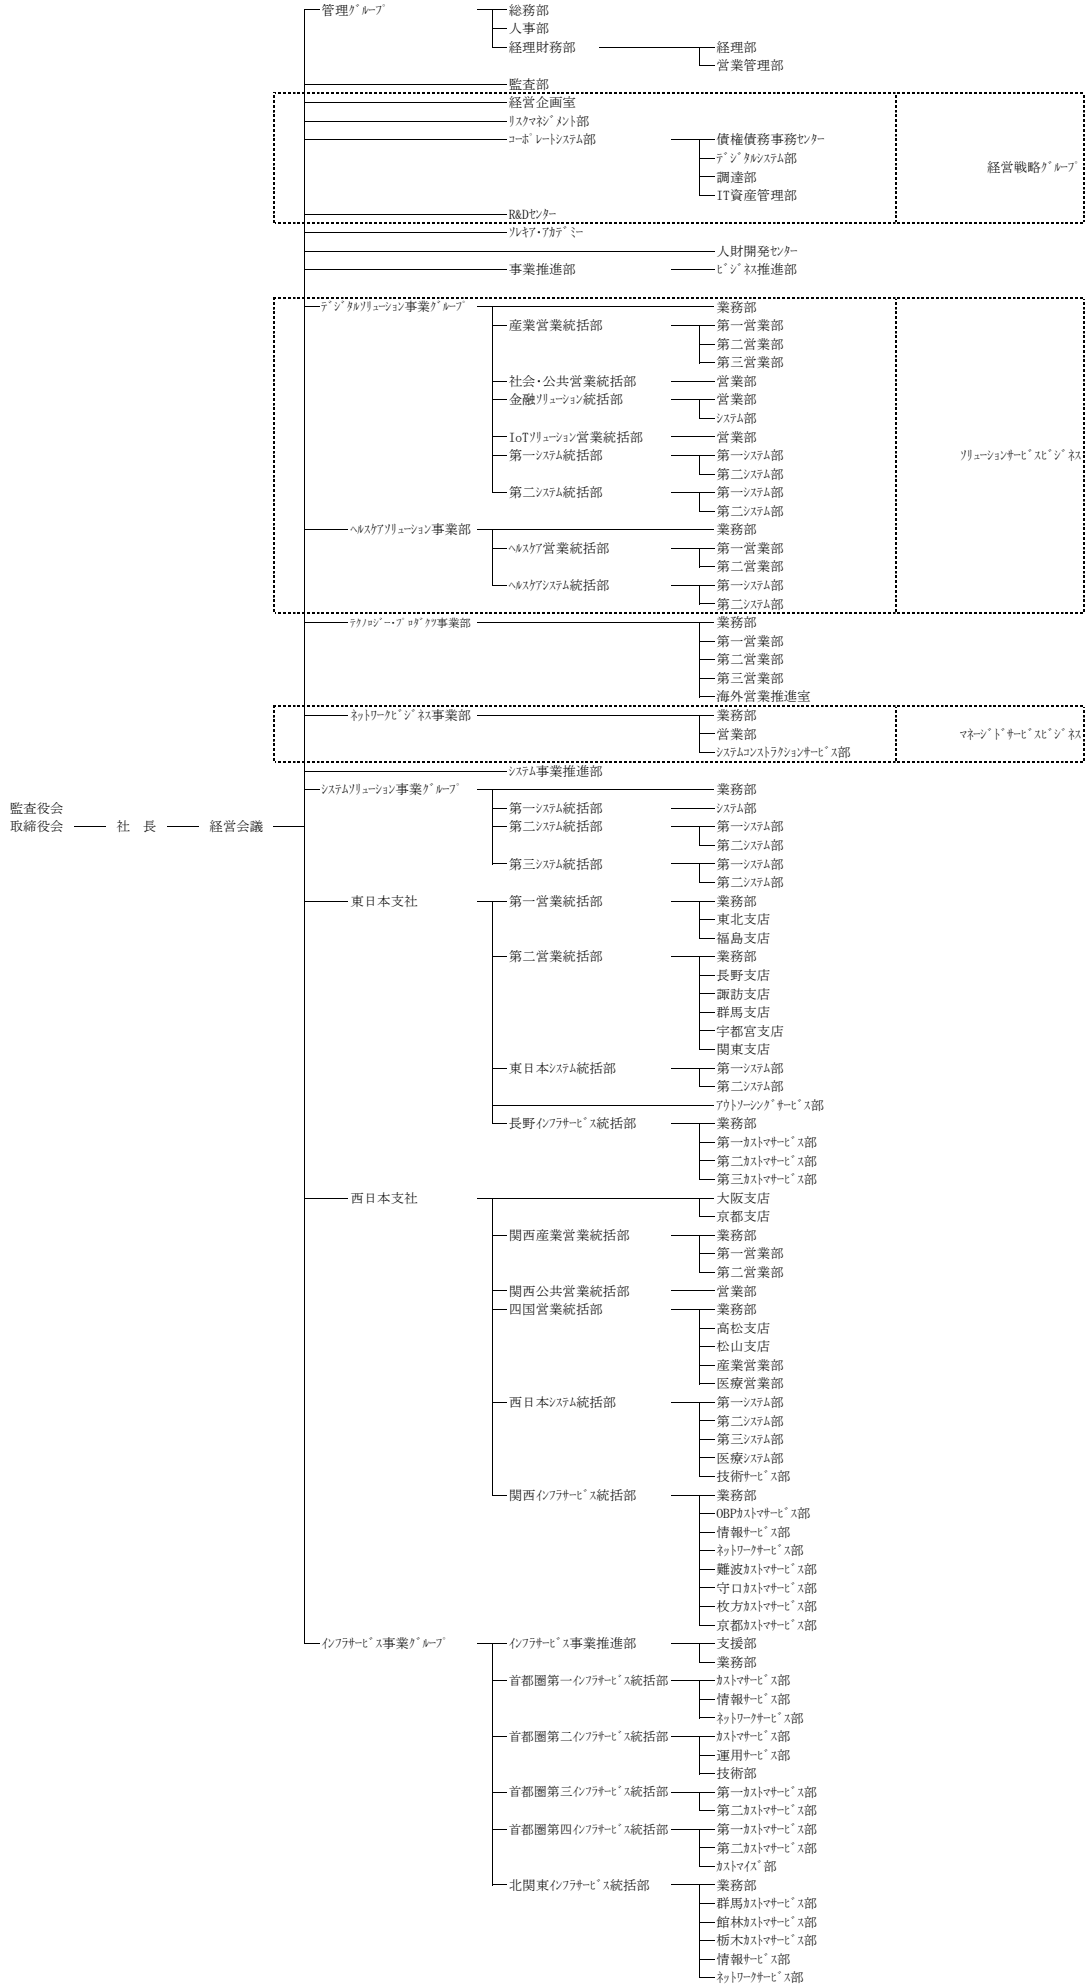 管理ｸﾞﾙｰﾌﾟ 総務部
人事部
経理財務部 経理部
営業管理部
監査部
経営企画室
ﾘｽｸﾏﾈｼﾞﾒﾝﾄ部
ｺｰﾎﾟﾚｰﾄｼｽﾃﾑ部 債権債務事務ｾﾝﾀｰ
ﾃﾞｼﾞﾀﾙｼｽﾃﾑ部
経営戦略ｸﾞﾙｰﾌﾟ
調達部
IT資産管理部
R&Dｾﾝﾀｰ
ｿﾚｷｱ・ｱｶﾃﾞﾐｰ
人財開発ｾﾝﾀｰ
事業推進部 ﾋﾞｼﾞﾈｽ推進部
ﾃﾞｼﾞﾀﾙｿﾘｭｰｼｮﾝ事業ｸﾞﾙｰﾌﾟ 業務部
産業営業統括部 第一営業部
第二営業部
第三営業部
社会・公共営業統括部 営業部
金融ｿﾘｭｰｼｮﾝ統括部 営業部
ｼｽﾃﾑ部
IoTｿﾘｭｰｼｮﾝ営業統括部 営業部
第一ｼｽﾃﾑ統括部 第一ｼｽﾃﾑ部 ｿﾘｭｰｼｮﾝｻｰﾋﾞｽﾋﾞｼﾞﾈｽ
第二ｼｽﾃﾑ部
第二ｼｽﾃﾑ統括部 第一ｼｽﾃﾑ部
第二ｼｽﾃﾑ部
ﾍﾙｽｹｱｿﾘｭｰｼｮﾝ事業部 業務部
ﾍﾙｽｹｱ営業統括部 第一営業部
第二営業部
ﾍﾙｽｹｱｼｽﾃﾑ統括部 第一ｼｽﾃﾑ部
第二ｼｽﾃﾑ部
ﾃｸﾉﾛｼﾞｰ・ﾌﾟﾛﾀﾞｸﾂ事業部 業務部
第一営業部
第二営業部
第三営業部
海外営業推進室
ﾈｯﾄﾜｰｸﾋﾞｼﾞﾈｽ事業部 業務部
営業部 ﾏﾈｰｼﾞﾄﾞｻｰﾋﾞｽﾋﾞｼﾞﾈｽ
ｼｽﾃﾑｺﾝｽﾄﾗｸｼｮﾝｻｰﾋﾞｽ部
ｼｽﾃﾑ事業推進部
ｼｽﾃﾑｿﾘｭｰｼｮﾝ事業ｸﾞﾙｰﾌﾟ 業務部
監査役会 第一ｼｽﾃﾑ統括部 ｼｽﾃﾑ部
取締役会 社　長 経営会議 第二ｼｽﾃﾑ統括部 第一ｼｽﾃﾑ部
第二ｼｽﾃﾑ部
第三ｼｽﾃﾑ統括部 第一ｼｽﾃﾑ部
第二ｼｽﾃﾑ部
東日本支社 第一営業統括部 業務部
東北支店
福島支店
第二営業統括部 業務部
長野支店
諏訪支店
群馬支店
宇都宮支店
関東支店
東日本ｼｽﾃﾑ統括部 第一ｼｽﾃﾑ部
第二ｼｽﾃﾑ部
ｱｳﾄｿｰｼﾝｸﾞｻｰﾋﾞｽ部
長野ｲﾝﾌﾗｻｰﾋﾞｽ統括部 業務部
第一ｶｽﾄﾏｻｰﾋﾞｽ部
第二ｶｽﾄﾏｻｰﾋﾞｽ部
第三ｶｽﾄﾏｻｰﾋﾞｽ部
西日本支社 大阪支店
京都支店
関西産業営業統括部 業務部
第一営業部
第二営業部
関西公共営業統括部 営業部
四国営業統括部 業務部
高松支店
松山支店
産業営業部
医療営業部
西日本ｼｽﾃﾑ統括部 第一ｼｽﾃﾑ部
第二ｼｽﾃﾑ部
第三ｼｽﾃﾑ部
医療ｼｽﾃﾑ部
技術ｻｰﾋﾞｽ部
関西ｲﾝﾌﾗｻｰﾋﾞｽ統括部 業務部
OBPｶｽﾄﾏｻｰﾋﾞｽ部
情報ｻｰﾋﾞｽ部
ﾈｯﾄﾜｰｸｻｰﾋﾞｽ部
難波ｶｽﾄﾏｻｰﾋﾞｽ部
守口ｶｽﾄﾏｻｰﾋﾞｽ部
枚方ｶｽﾄﾏｻｰﾋﾞｽ部
京都ｶｽﾄﾏｻｰﾋﾞｽ部
ｲﾝﾌﾗｻｰﾋﾞｽ事業ｸﾞﾙｰﾌﾟ ｲﾝﾌﾗｻｰﾋﾞｽ事業推進部 支援部
業務部
首都圏第一ｲﾝﾌﾗｻｰﾋﾞｽ統括部 ｶｽﾄﾏｻｰﾋﾞｽ部
情報ｻｰﾋﾞｽ部
ﾈｯﾄﾜｰｸｻｰﾋﾞｽ部
首都圏第二ｲﾝﾌﾗｻｰﾋﾞｽ統括部 ｶｽﾄﾏｻｰﾋﾞｽ部
運用ｻｰﾋﾞｽ部
技術部
首都圏第三ｲﾝﾌﾗｻｰﾋﾞｽ統括部 第一ｶｽﾄﾏｻｰﾋﾞｽ部
第二ｶｽﾄﾏｻｰﾋﾞｽ部
首都圏第四ｲﾝﾌﾗｻｰﾋﾞｽ統括部 第一ｶｽﾄﾏｻｰﾋﾞｽ部
第二ｶｽﾄﾏｻｰﾋﾞｽ部
ｶｽﾄﾏｲｽﾞ部
北関東ｲﾝﾌﾗｻｰﾋﾞｽ統括部 業務部
群馬ｶｽﾄﾏｻｰﾋﾞｽ部
館林ｶｽﾄﾏｻｰﾋﾞｽ部
栃木ｶｽﾄﾏｻｰﾋﾞｽ部
情報ｻｰﾋﾞｽ部
ﾈｯﾄﾜｰｸｻｰﾋﾞｽ部